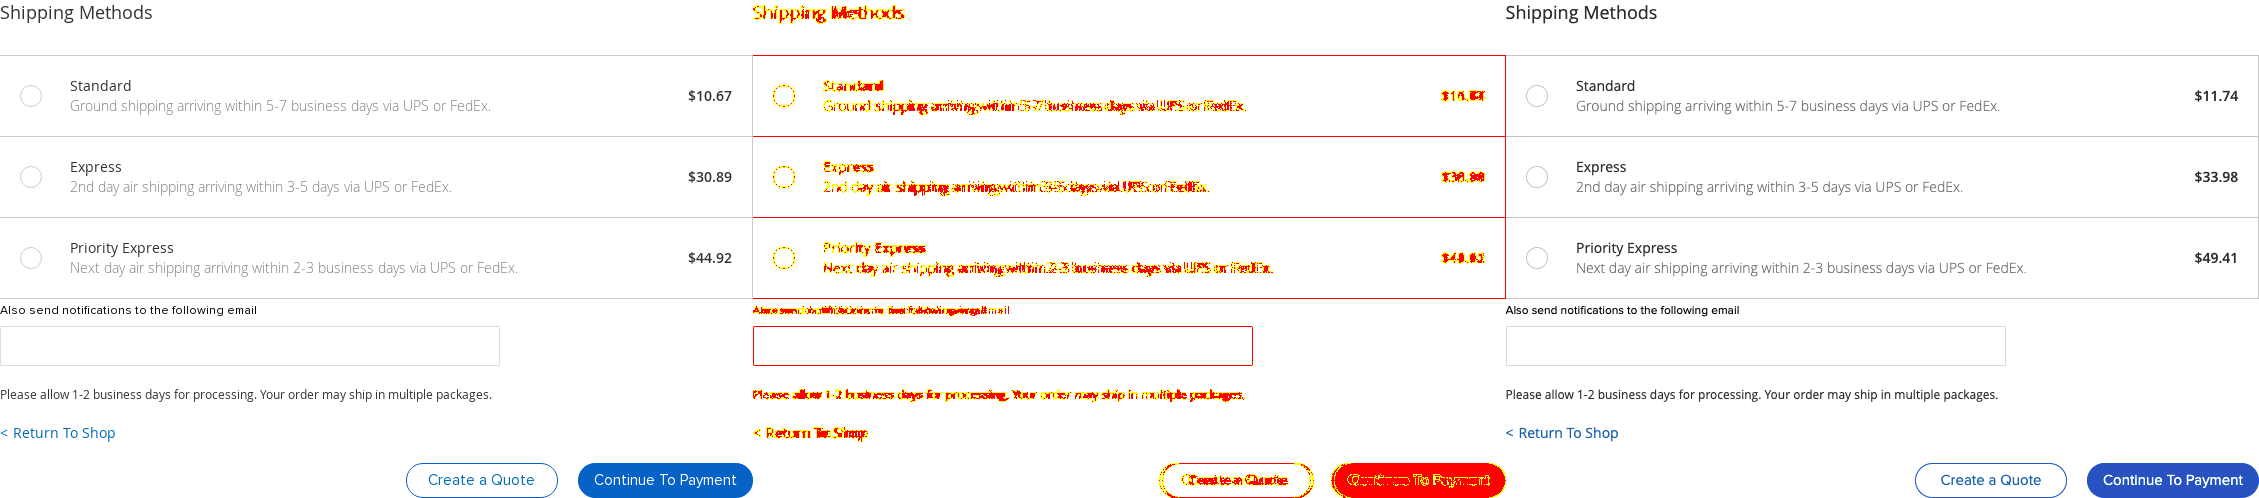 Shipping Methods
Shipping Methods
Shipping Methods
Standard
Ground shipping arriving within 5-7 business days via UPS or FedEx.
$10.67
Standard
Ground shipping arriving within 5-7 business days via UPS or FedEx.
Standard
Ground shipping arriving within 5-7 business days via UPS or FedEx.
$11.74
Express
2nd day air shipping arriving within 3-5 days via UPS or FedEx.
$30.89
Express
2nd day air shipping arriving within 3-5 days via UPS or FedEx.
Express
2nd day air shipping arriving within 3-5 days via UPS or FedEx.
$33.98
Priority Express
Next day air shipping arriving within 2-3 business days via UPS or FedEx.
$44.92
Priority Express
Next day air shipping arriving within 2-3 business days via UPS or FedEx.
Priority Express
Next day air shipping arriving within 2-3 business days via UPS or FedEx.
$49.41
Also send notifications to the following email
Also send notifications to the following email
Also send notifications to the following email
Please allow 1-2 business days for processing. Your order may ship in multiple packages.
Please allow 1-2 business days for processing. Your order may ship in multiple packages.
Please allow 1-2 business days for processing. Your order may ship in multiple packages.
< Return To Shop
< Return To Shop
< Return To Shop
Create a Quote
Continue To Payment
Create a Quote
Continue To Payment
Create a Quote
Continue To Payment